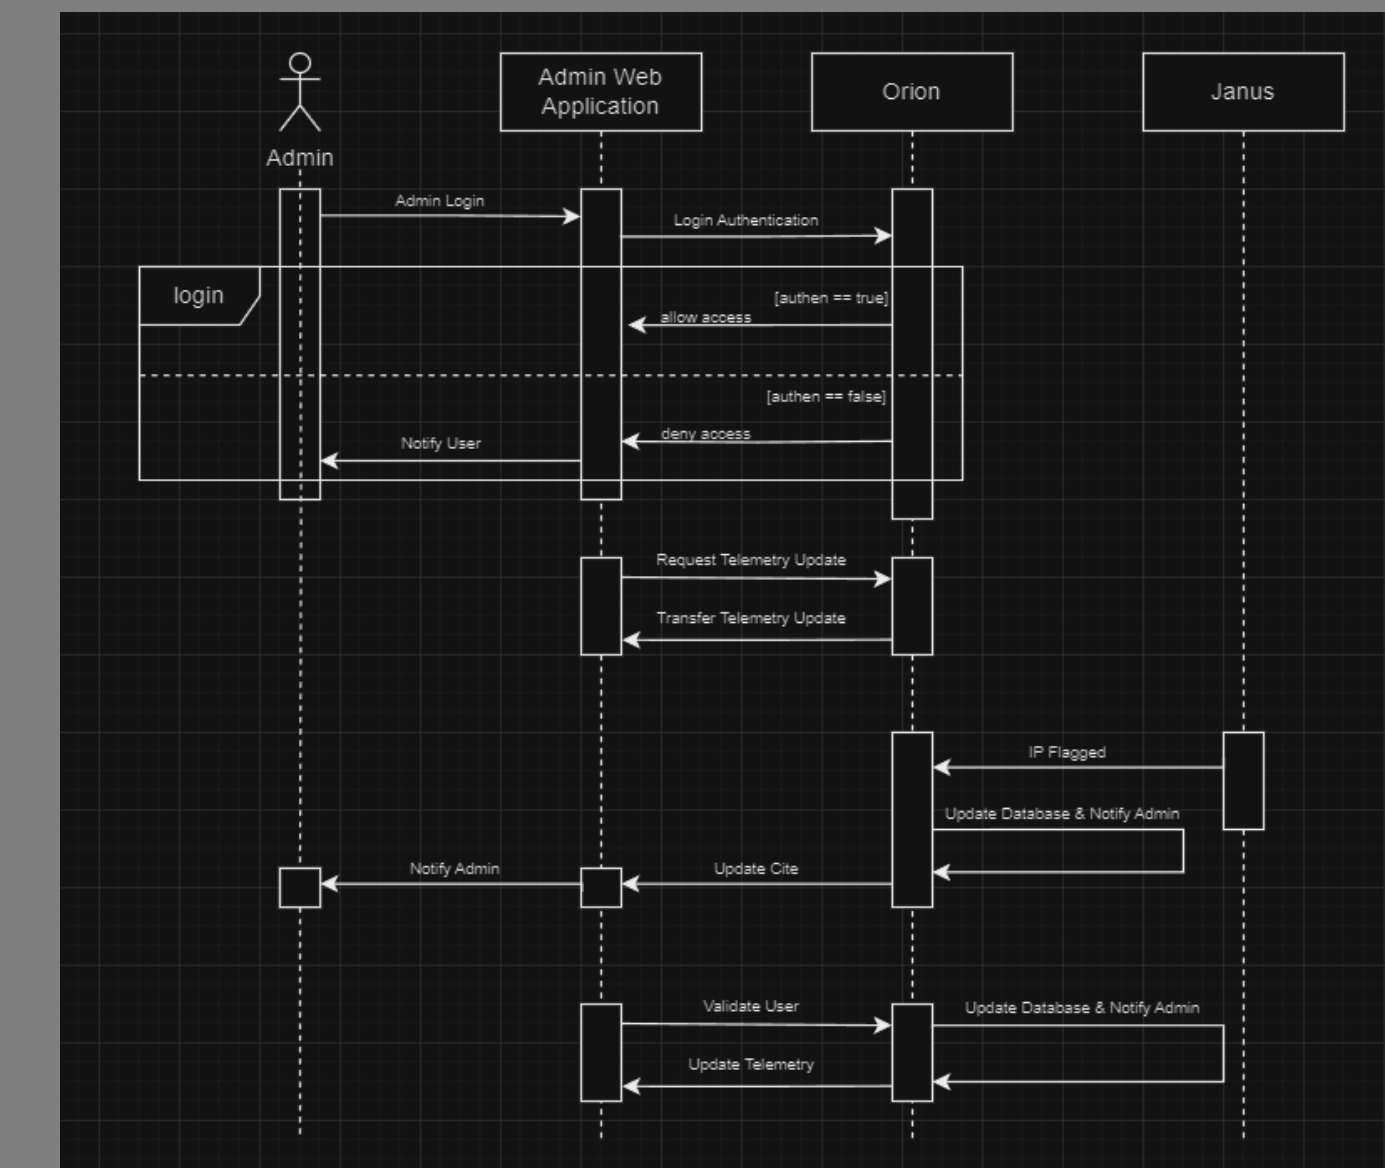 Admin Web
Application
Orion
Janus
Admin
Admin Login
Login Authentication
login
[authen == true]
allow access
[authen == false]
deny access
Notify User
Request Telemetry Update
Transfer Telemetry Update
IP Flagged
Update Database & Notify Admin
Notify Admin
Update Cite
Validate User
Update Database & Notify Admin
Update Telemetry